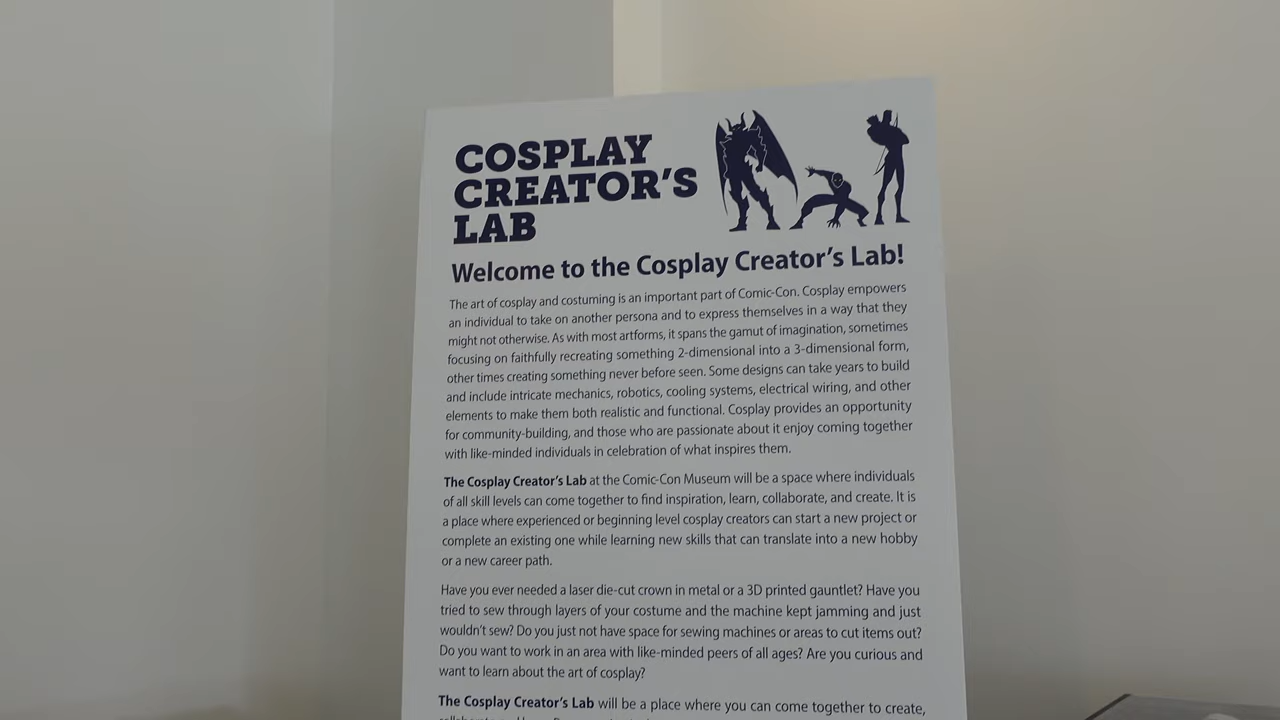 COSPLAY
CREATOR'S
LAB
Welcome to the Cosplay Creator's Lab!
The art of cosplay and costuming is an important part of Comic-Con. Cosplay empowers
an individual to take on another persona and to express themselves in a way that they
might not otherwise. As with most artforms, it spans the gamut of imagination, sometimes
focusing on faithfully recreating something 2-dimensional into a 3-dimensional form,
other times creating something never before seen. Some designs can take years to build
and include intricate mechanics, robotics, cooling systems, electrical wiring, and other
elements to make them both realistic and functional. Cosplay provides an opportunity
for community-building, and those who are passionate about it enjoy coming together
with like-minded individuals in celebration of what inspires them.
The Cosplay Creator's Lab at the Comic-Con Museum will be a space where individuals
of all skill levels can come together to find inspiration, learn, collaborate, and create. It is
a place where experienced or beginning level cosplay creators can start a new project or
complete an existing one while learning new skills that can translate into a new hobby
or a new career path.
Have you ever needed a laser die-cut crown in metal or a 3D printed gauntlet? Have you
tried to sew through layers of your costume and the machine kept jamming and just
wouldn't sew? Do you just not have space for sewing machines or areas to cut items out?
Do you want to work in an area with like-minded peers of all ages? Are you curious and
want to learn about the art of cosplay?
The Cosplay Creator's Lab will be a place where you can come together to create,